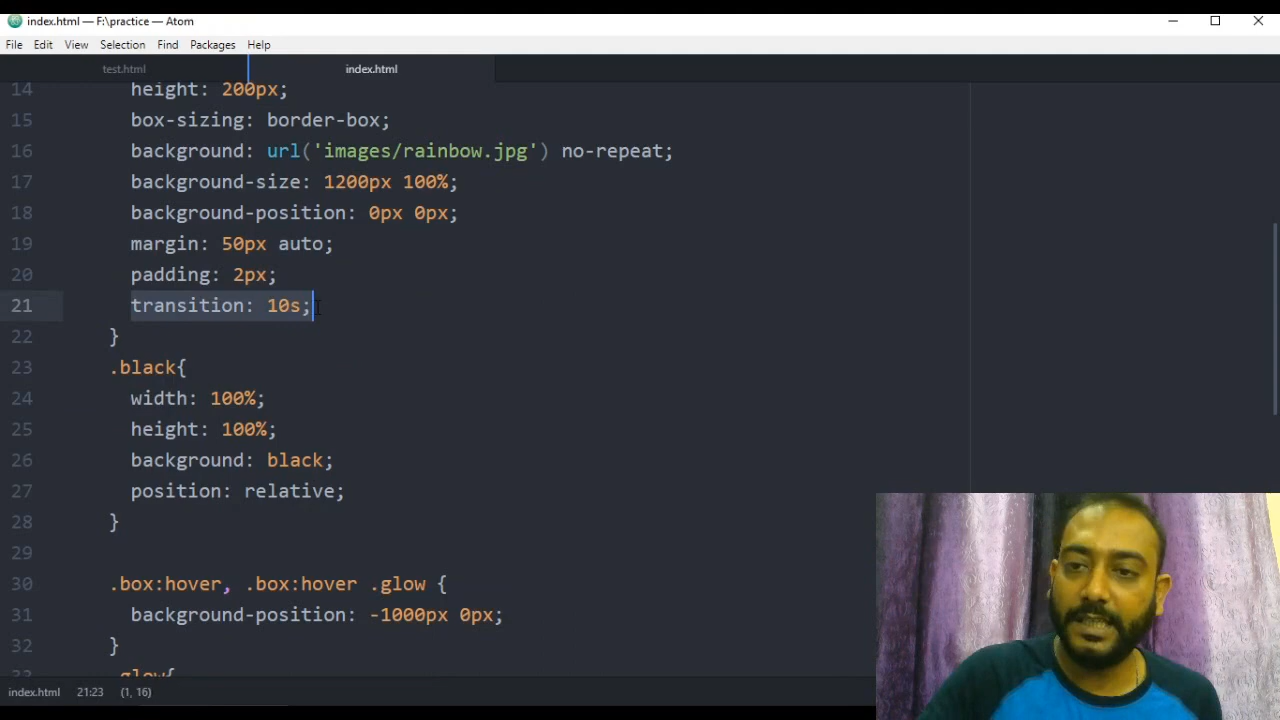 index.html — F:\practice — Atom
File Edit View Selection Find Packages Help
test.html index.html
14 height: 200px;
15 box-sizing: border-box;
16 background: url('images/rainbow.jpg') no-repeat;
17 background-size: 1200px 100%;
18 background-position: 0px 0px;
19 margin: 50px auto;
20 padding: 2px;
21 transition: 10s;
22 }
23 .black{
24 width: 100%;
25 height: 100%;
26 background: black;
27 position: relative;
28 }
29
30 .box:hover, .box:hover .glow {
31 background-position: -1000px 0px;
32 }
33 .glow{
index.html 21:23 (1, 16)